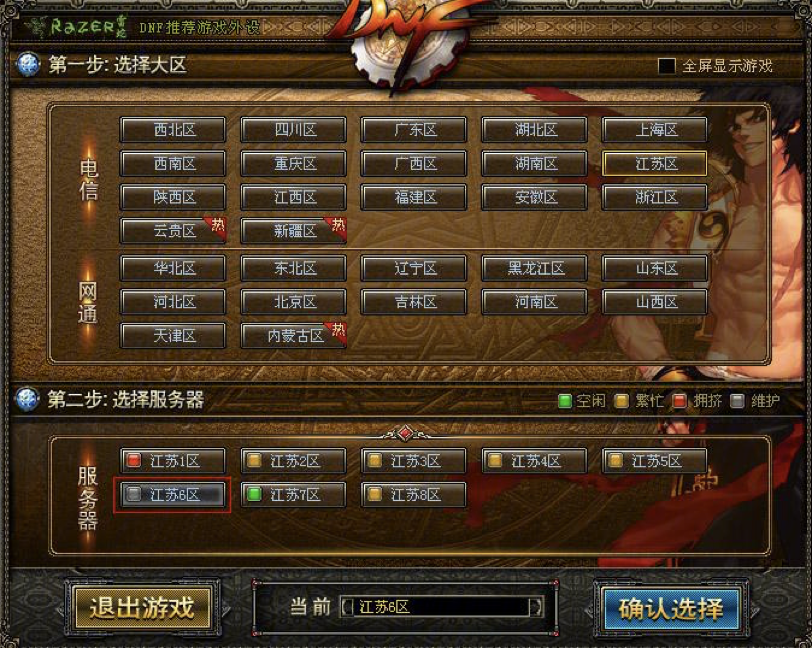 RAZER 雷蛇 DNF推荐游戏外设
DNF
第一步: 选择大区 全屏显示游戏
电信
西北区 四川区 广东区 湖北区 上海区
西南区 重庆区 广西区 湖南区 江苏区
陕西区 江西区 福建区 安徽区 浙江区
云贵区 热 新疆区 热
网通
华北区 东北区 辽宁区 黑龙江区 山东区
河北区 北京区 吉林区 河南区 山西区
天津区 内蒙古区 热
第二步: 选择服务器 空闲 繁忙 拥挤 维护
服务器
江苏1区 江苏2区 江苏3区 江苏4区 江苏5区
江苏6区 江苏7区 江苏8区
退出游戏 当前 江苏6区 确认选择